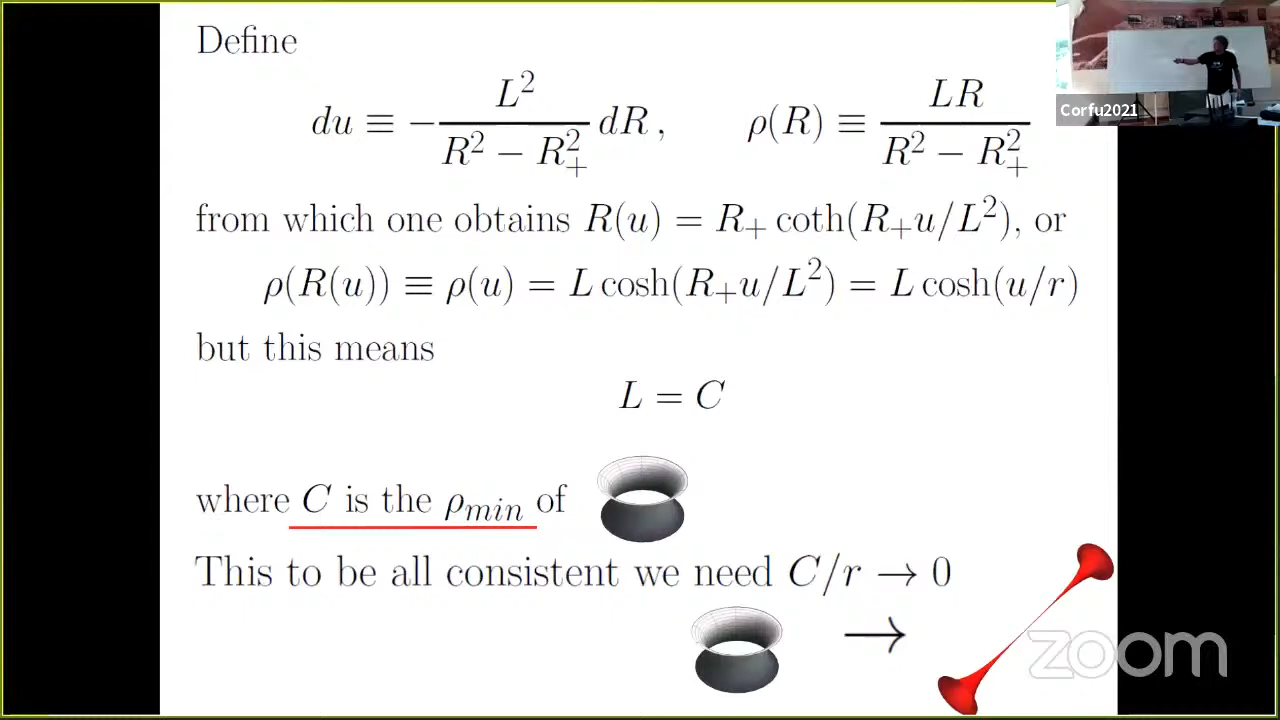 Define
du ≡ − L² / (R² − R₊²) dR ,   ρ(R) ≡ LR / (R² − R₊²)
from which one obtains R(u) = R₊ coth(R₊u/L²), or
ρ(R(u)) ≡ ρ(u) = L cosh(R₊u/L²) = L cosh(u/r)
but this means
L = C
where C is the ρ_min of
This to be all consistent we need C/r → 0
→
Corfu2021
zoom